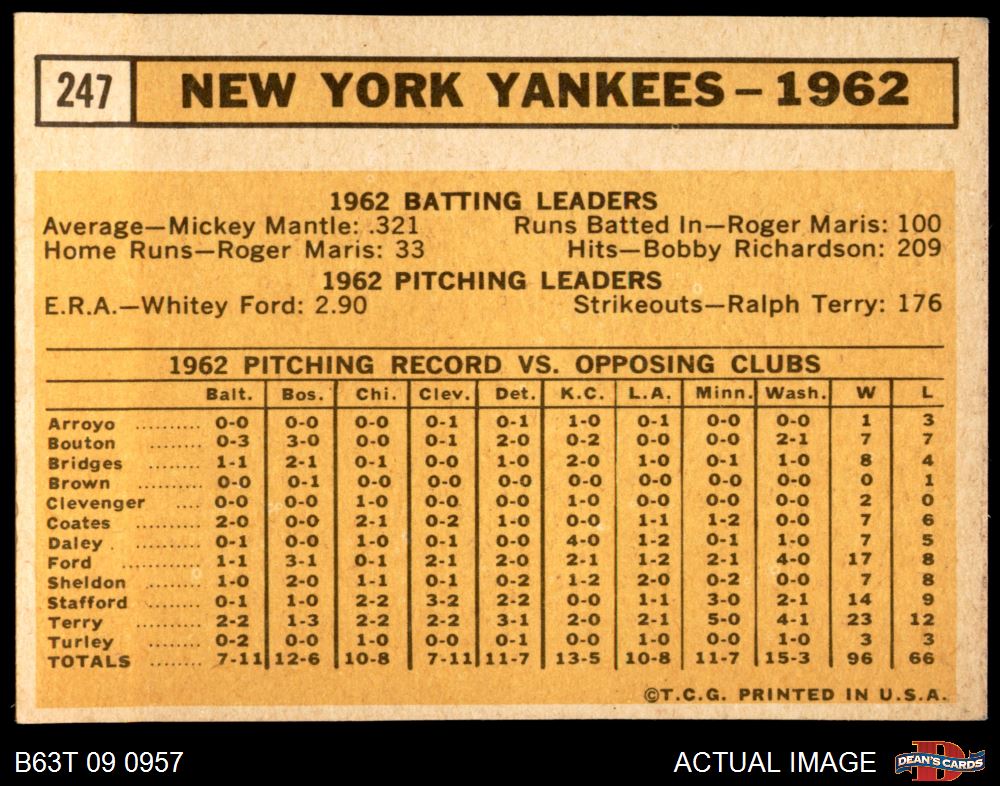 247 NEW YORK YANKEES – 1962
1962 BATTING LEADERS
Average—Mickey Mantle: .321 Runs Batted In—Roger Maris: 100
Home Runs—Roger Maris: 33 Hits—Bobby Richardson: 209
1962 PITCHING LEADERS
E.R.A.—Whitey Ford: 2.90 Strikeouts—Ralph Terry: 176
1962 PITCHING RECORD VS. OPPOSING CLUBS
Balt. Bos. Chi. Clev. Det. K.C. L.A. Minn. Wash. W L
Arroyo .......... 0-0 0-0 0-0 0-1 0-1 1-0 0-1 0-0 0-0 1 3
Bouton .......... 0-3 3-0 0-0 0-1 2-0 0-2 0-0 0-0 2-1 7 7
Bridges ........ 1-1 2-1 0-1 0-0 1-0 2-0 1-0 0-1 1-0 8 4
Brown .......... 0-0 0-1 0-0 0-0 0-0 0-0 0-0 0-0 0-0 0 1
Clevenger .... 0-0 0-0 1-0 0-0 0-0 1-0 0-0 0-0 0-0 2 0
Coates .......... 2-0 0-0 2-1 0-2 1-0 0-0 1-1 1-2 0-0 7 6
Daley .......... 0-1 0-0 1-0 0-1 0-0 4-0 1-2 0-1 1-0 7 5
Ford .......... 1-1 3-1 0-1 2-1 2-0 2-1 1-2 2-1 4-0 17 8
Sheldon ........ 1-0 2-0 1-1 0-1 0-2 1-2 2-0 0-2 0-0 7 8
Stafford ........ 0-1 1-0 2-2 3-2 2-2 0-0 1-1 3-0 2-1 14 9
Terry .......... 2-2 1-3 2-2 2-2 3-1 2-0 2-1 5-0 4-1 23 12
Turley .......... 0-2 0-0 1-0 0-0 0-1 0-0 1-0 0-0 1-0 3 3
TOTALS ........ 7-11 12-6 10-8 7-11 11-7 13-5 10-8 11-7 15-3 96 66
©T.C.G. PRINTED IN U.S.A.
B63T 09 0957 ACTUAL IMAGE D DEAN'S CARDS